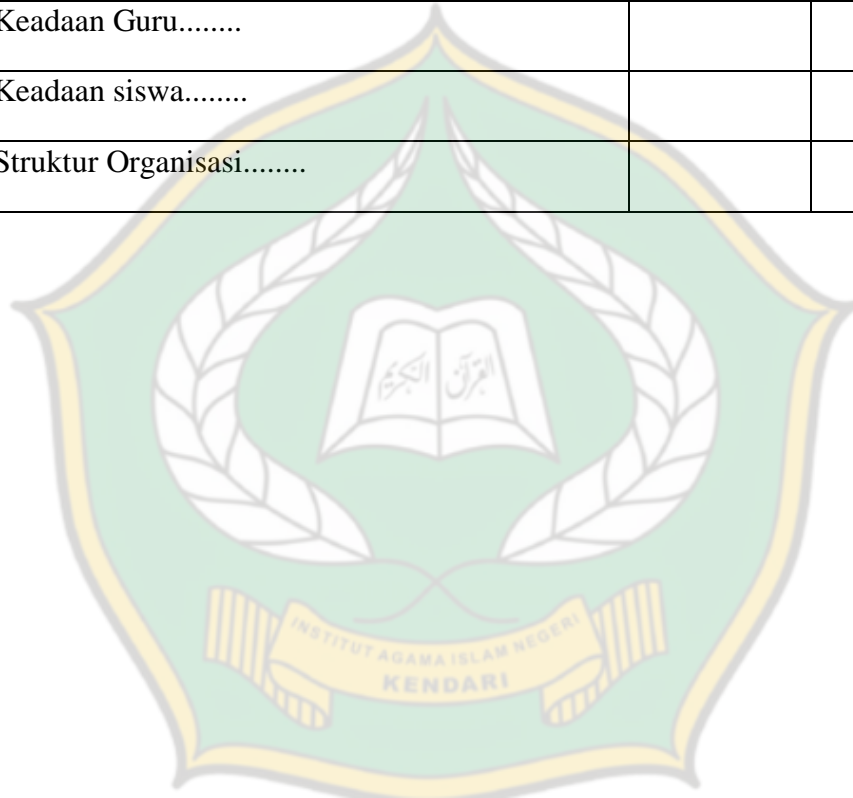 Keadaan Guru........
Keadaan siswa........
Struktur Organisasi........
القرآن الكريم
INSTITUT AGAMA ISLAM NEGERI
KENDARI